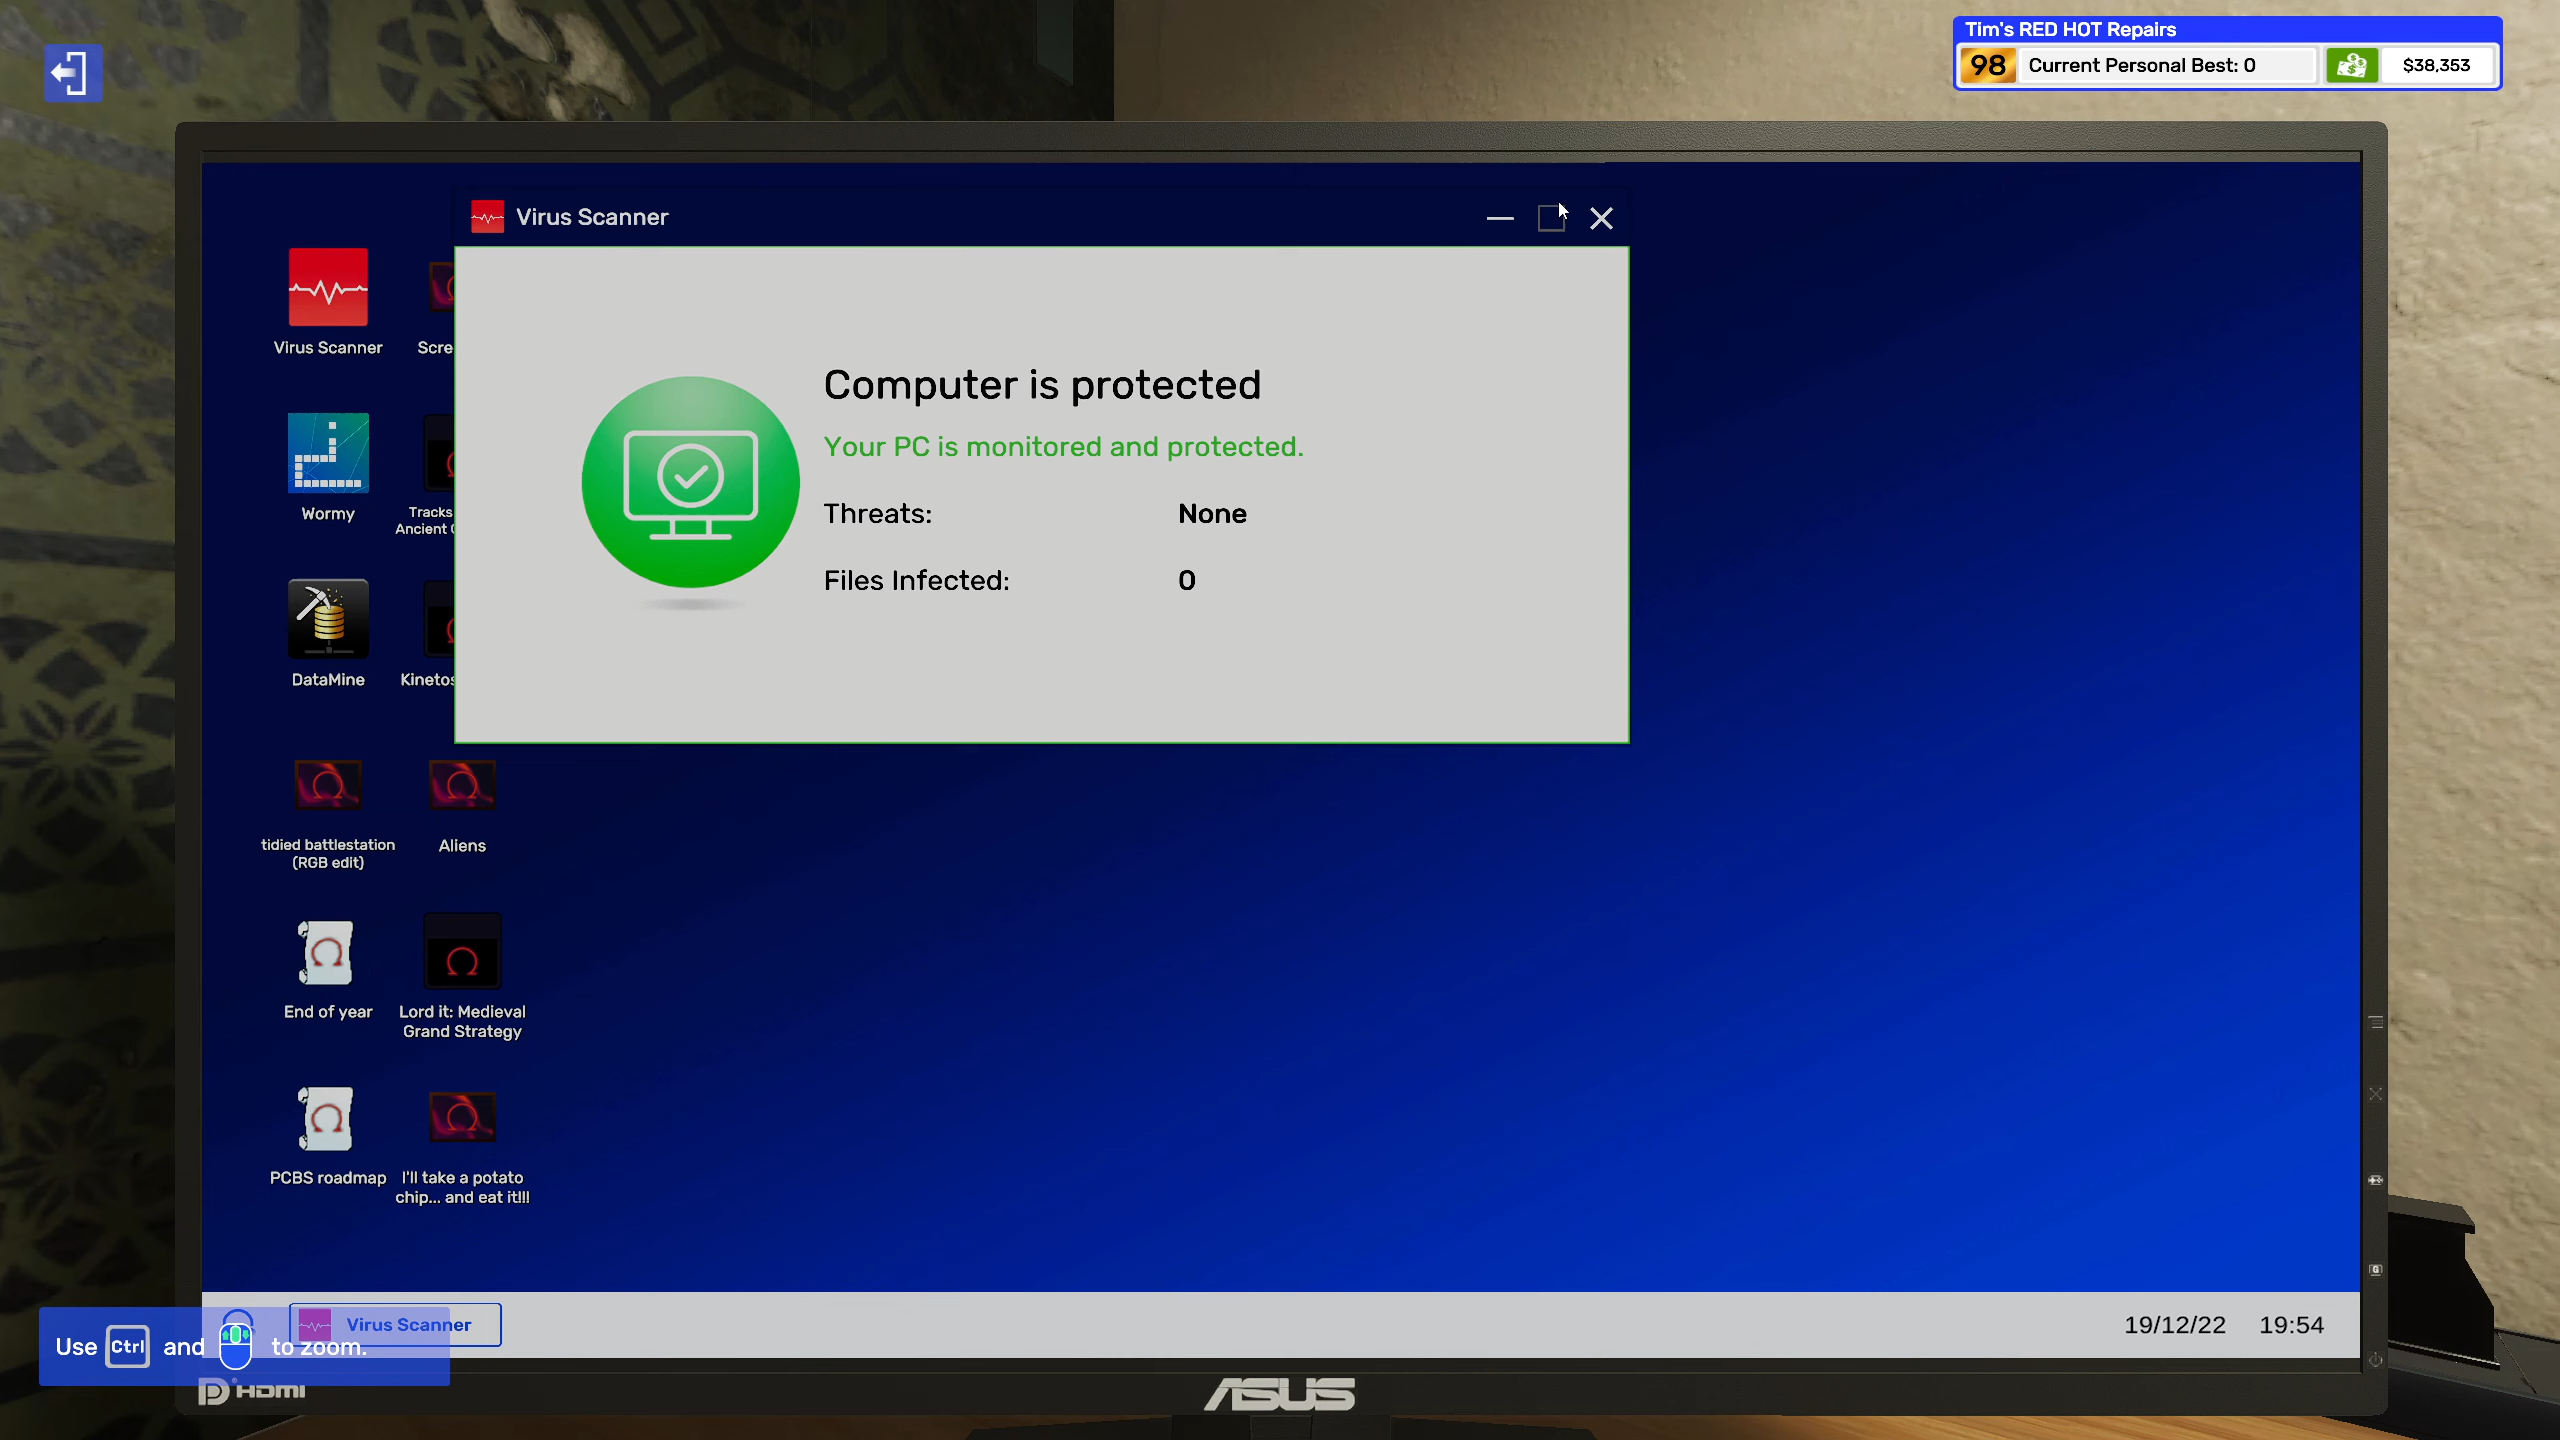 Tim's RED HOT Repairs
98
Current Personal Best: 0
$38,353
Virus Scanner
Computer is protected
Your PC is monitored and protected.
Threats: None
Files Infected: 0
Virus Scanner
Scre
Wormy
Tracks
Ancient
DataMine
Kinetos
tidied battlestation
(RGB edit)
Aliens
End of year
Lord it: Medieval
Grand Strategy
PCBS roadmap
I'll take a potato
chip... and eat it!!!
Virus Scanner
19/12/22 19:54
Use Ctrl and to zoom.
HDMI
ASUS